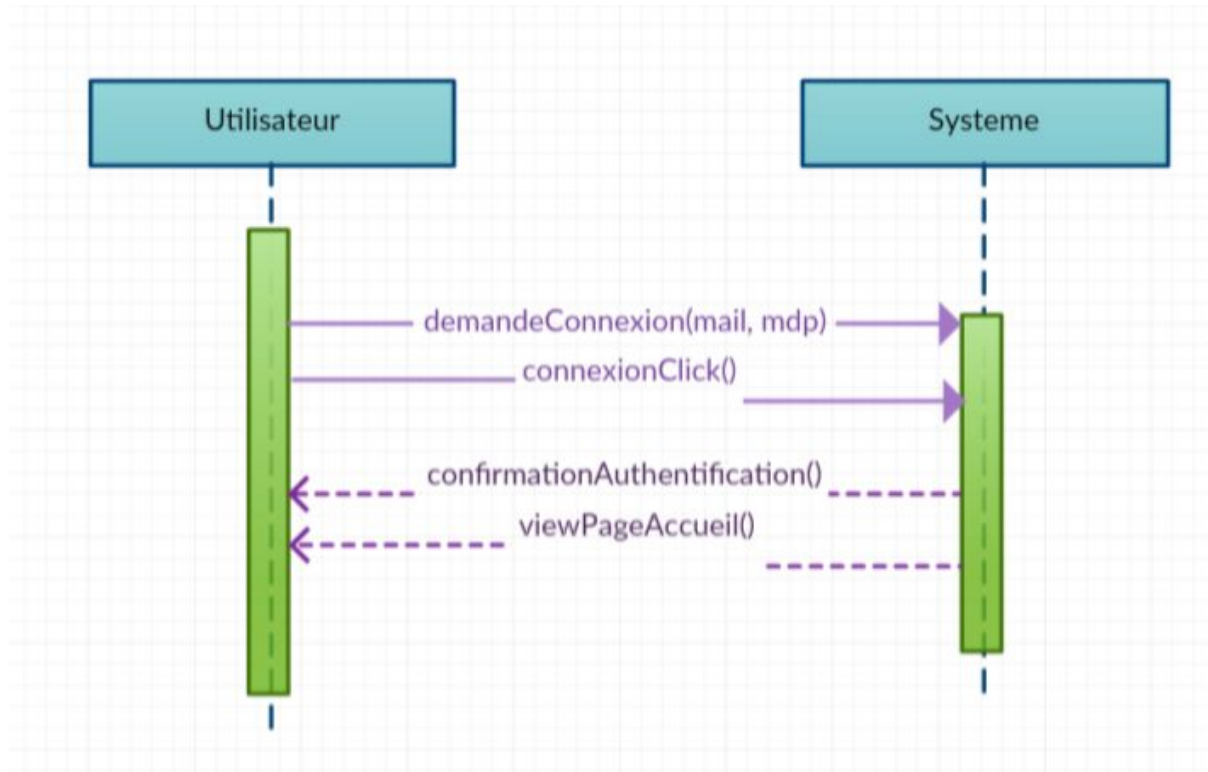 Utilisateur
Systeme
demandeConnexion(mail, mdp)
connexionClick()
confirmationAuthentification()
viewPageAccueil()